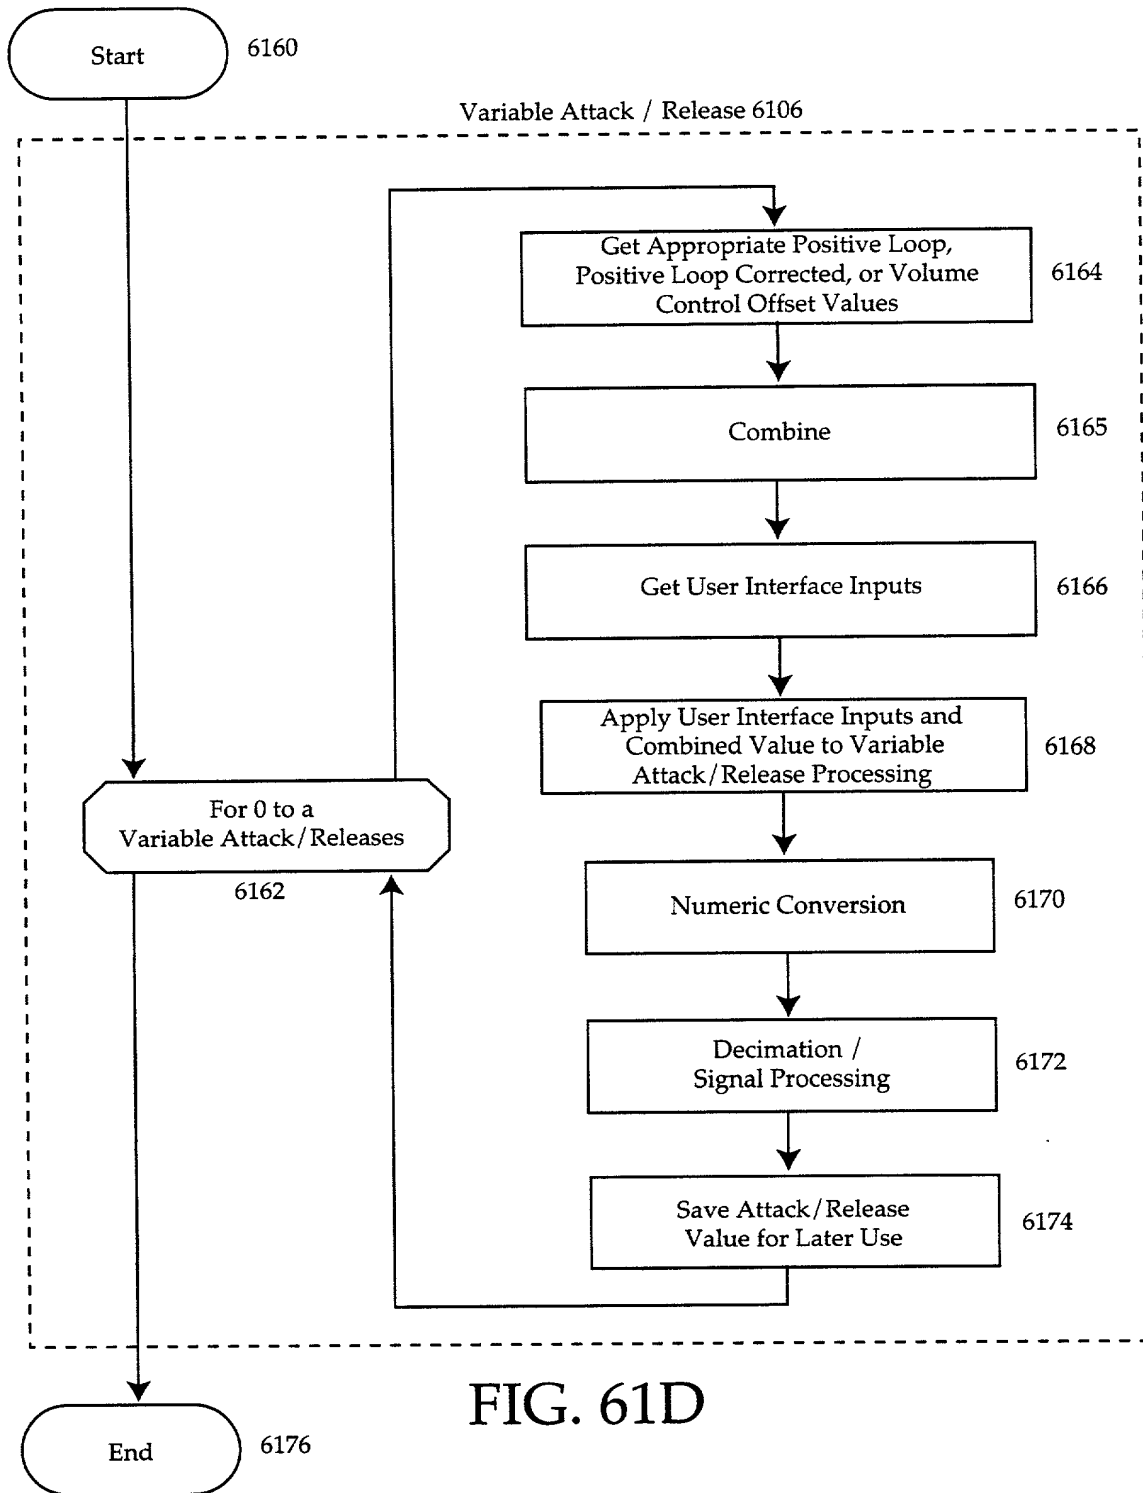 Start
6160
Variable Attack / Release 6106
Get Appropriate Positive Loop,
Positive Loop Corrected, or Volume
Control Offset Values
6164
Combine
6165
Get User Interface Inputs
6166
Apply User Interface Inputs and
Combined Value to Variable
Attack/Release Processing
6168
For 0 to a
Variable Attack/Releases
6162
Numeric Conversion
6170
Decimation /
Signal Processing
6172
Save Attack/Release
Value for Later Use
6174
FIG. 61D
End
6176